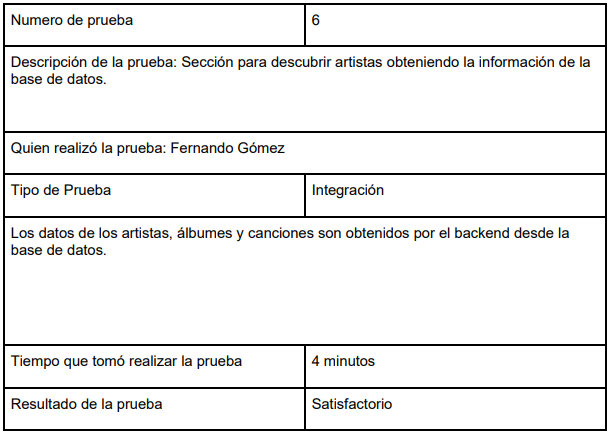 Numero de prueba 6
Descripción de la prueba: Sección para descubrir artistas obteniendo la información de la
base de datos.
Quien realizó la prueba: Fernando Gómez
Tipo de Prueba Integración
Los datos de los artistas, álbumes y canciones son obtenidos por el backend desde la
base de datos.
Tiempo que tomó realizar la prueba 4 minutos
Resultado de la prueba Satisfactorio